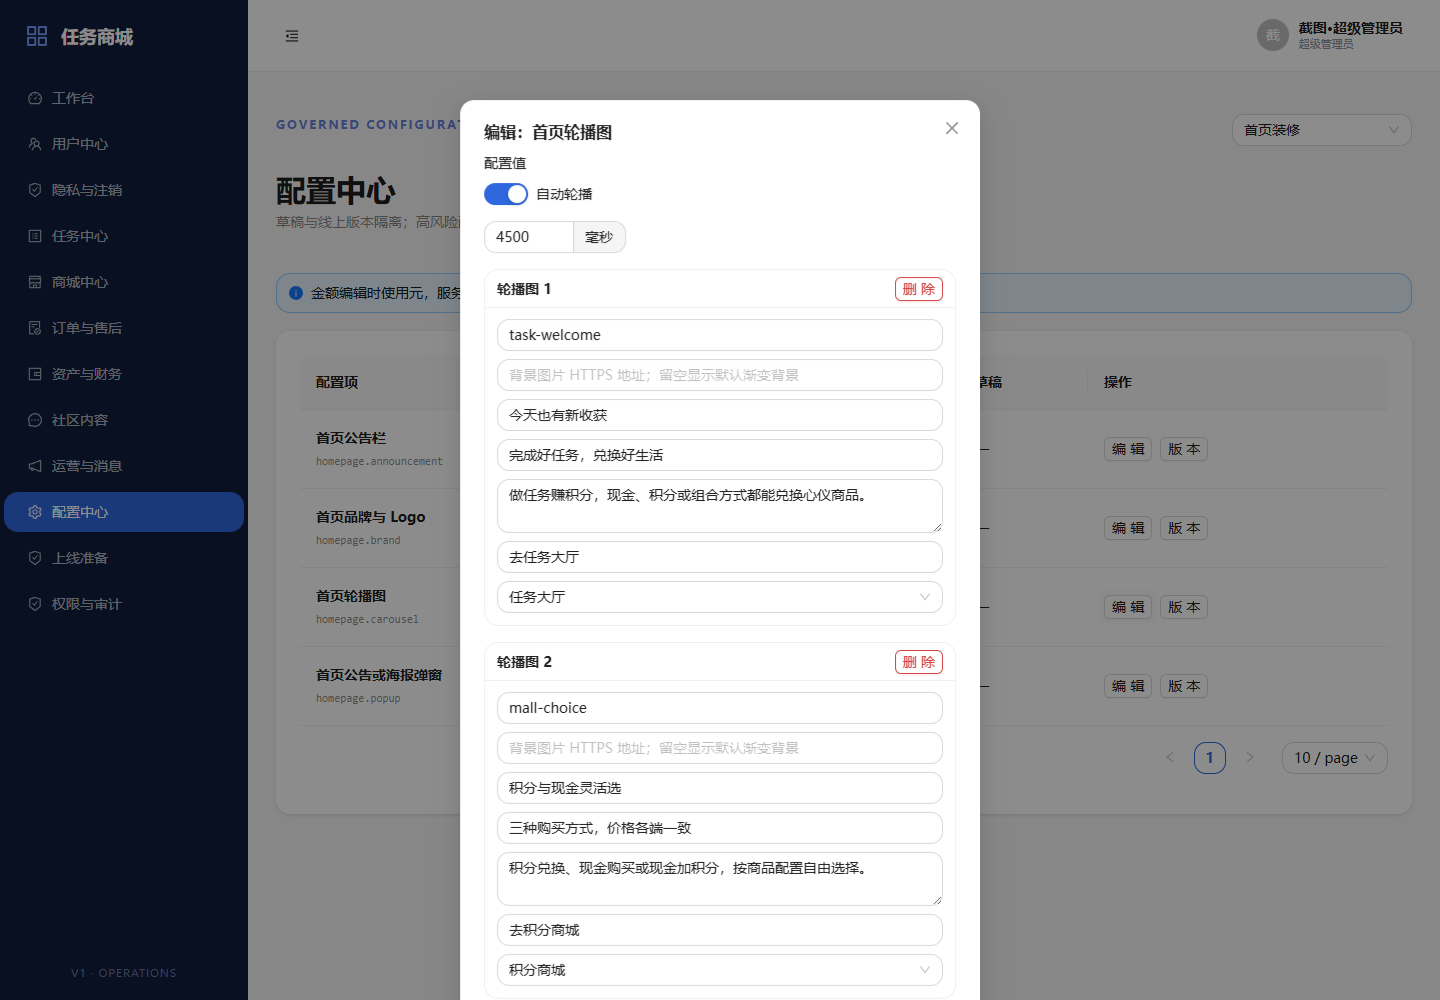 任务商城
工作台
用户中心
隐私与注销
任务中心
商城中心
订单与售后
资产与财务
社区内容
运营与消息
配置中心
上线准备
权限与审计
V1 · OPERATIONS
截
截图•超级管理员
超级管理员
GOVERNED CONFIGURAT
首页装修
配置中心
草稿与线上版本隔离；高风险
金额编辑时使用元，服务
配置项
草稿
操作
首页公告栏
homepage.announcement
—
编 辑
版 本
首页品牌与 Logo
homepage.brand
—
编 辑
版 本
首页轮播图
homepage.carousel
—
编 辑
版 本
首页公告或海报弹窗
homepage.popup
—
编 辑
版 本
1
10 / page
编辑：首页轮播图
配置值
自动轮播
4500
毫秒
轮播图 1
删 除
task-welcome
背景图片 HTTPS 地址；留空显示默认渐变背景
今天也有新收获
完成好任务，兑换好生活
做任务赚积分，现金、积分或组合方式都能兑换心仪商品。
去任务大厅
任务大厅
轮播图 2
删 除
mall-choice
背景图片 HTTPS 地址；留空显示默认渐变背景
积分与现金灵活选
三种购买方式，价格各端一致
积分兑换、现金购买或现金加积分，按商品配置自由选择。
去积分商城
积分商城